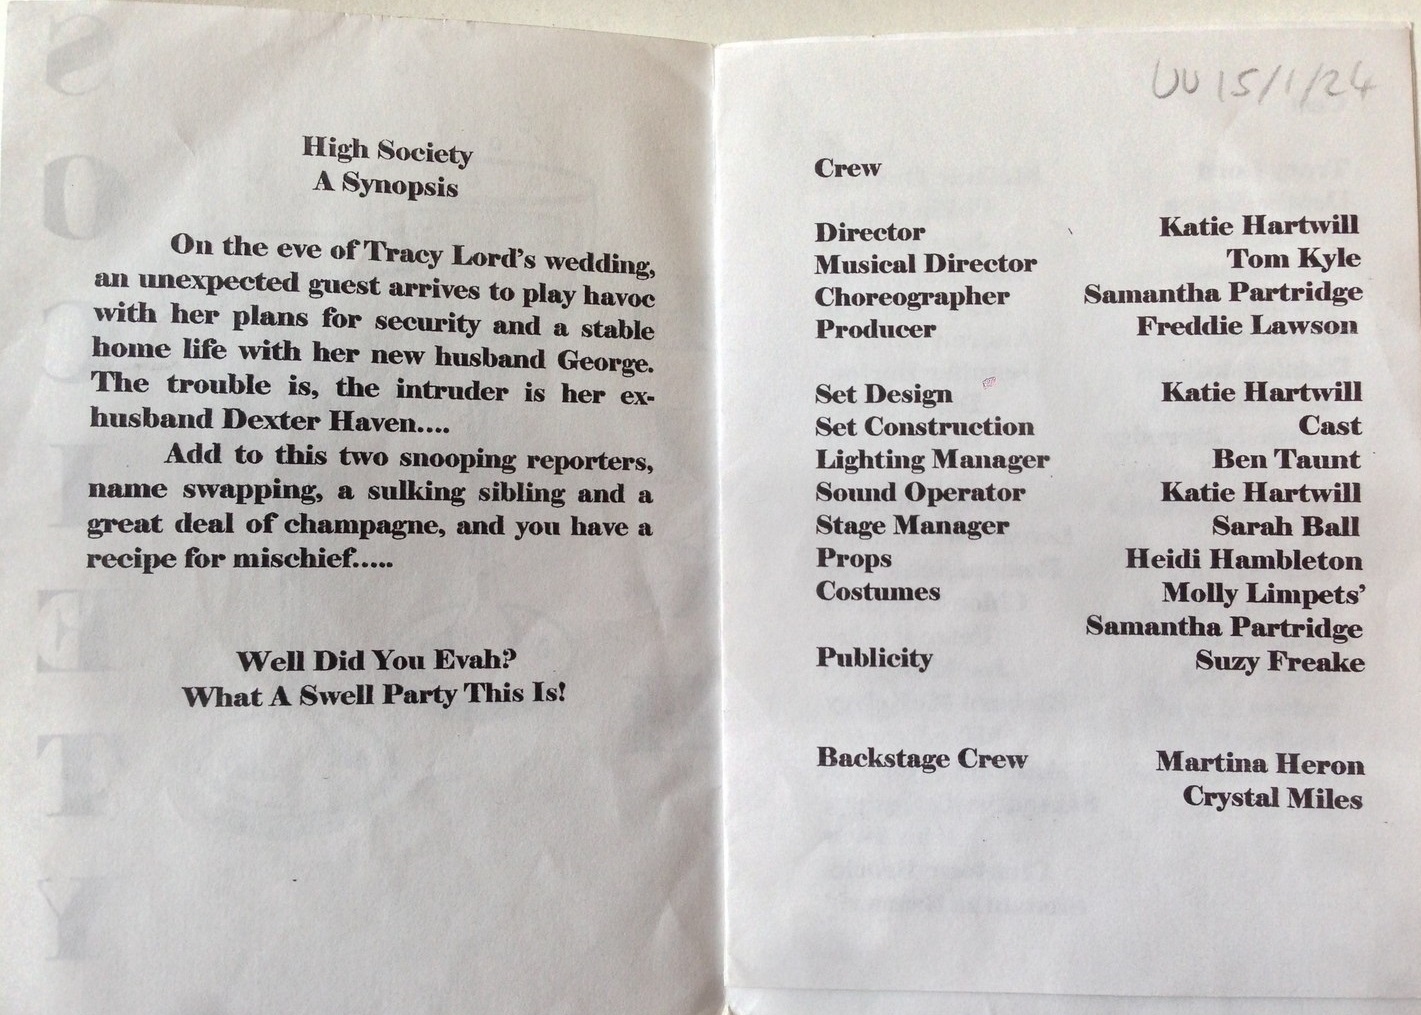 High Society
A Synopsis
On the eve of Tracy Lord's wedding,
an unexpected guest arrives to play havoc
with her plans for security and a stable
home life with her new husband George.
The trouble is, the intruder is her ex-
husband Dexter Haven....
Add to this two snooping reporters,
name swapping, a sulking sibling and a
great deal of champagne, and you have a
recipe for mischief.....
Well Did You Evah?
What A Swell Party This Is!
UU 15/1/24
Crew
Director Katie Hartwill
Musical Director Tom Kyle
Choreographer Samantha Partridge
Producer Freddie Lawson
Set Design Katie Hartwill
Set Construction Cast
Lighting Manager Ben Taunt
Sound Operator Katie Hartwill
Stage Manager Sarah Ball
Props Heidi Hambleton
Costumes Molly Limpets'
Samantha Partridge
Publicity Suzy Freake
Backstage Crew Martina Heron
Crystal Miles